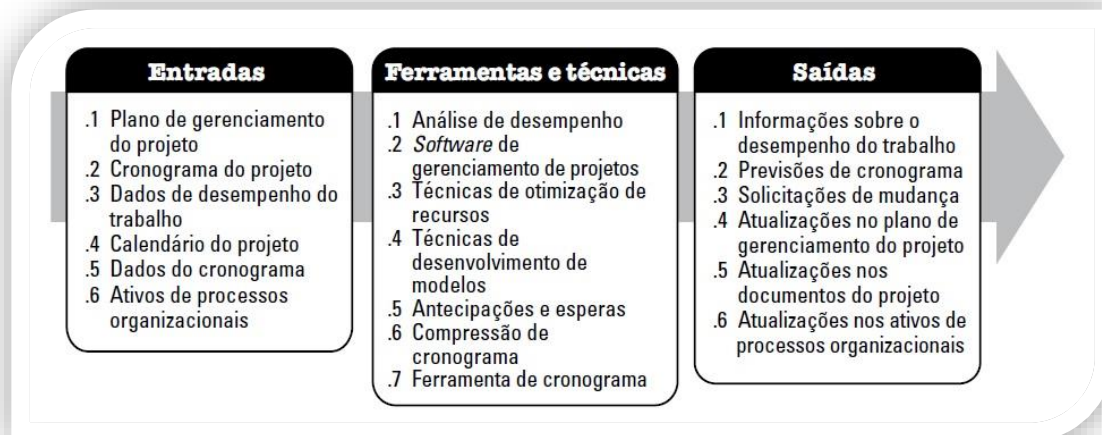 Entradas
.1 Plano de gerenciamento
do projeto
.2 Cronograma do projeto
.3 Dados de desempenho do
trabalho
.4 Calendário do projeto
.5 Dados do cronograma
.6 Ativos de processos
organizacionais
Ferramentas e técnicas
.1 Análise de desempenho
.2 Software de
gerenciamento de projetos
.3 Técnicas de otimização de
recursos
.4 Técnicas de
desenvolvimento de
modelos
.5 Antecipações e esperas
.6 Compressão de
cronograma
.7 Ferramenta de cronograma
Saídas
.1 Informações sobre o
desempenho do trabalho
.2 Previsões de cronograma
.3 Solicitações de mudança
.4 Atualizações no plano de
gerenciamento do projeto
.5 Atualizações nos
documentos do projeto
.6 Atualizações nos ativos de
processos organizacionais